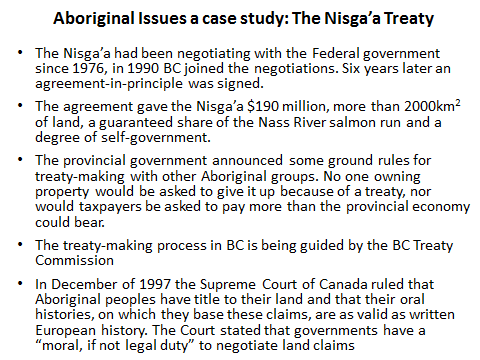 Aboriginal Issues a case study: The Nisga’a Treaty
• The Nisga’a had been negotiating with the Federal government
since 1976, in 1990 BC joined the negotiations. Six years later an
agreement-in-principle was signed.
• The agreement gave the Nisga’a $190 million, more than 2000km²
of land, a guaranteed share of the Nass River salmon run and a
degree of self-government.
• The provincial government announced some ground rules for
treaty-making with other Aboriginal groups. No one owning
property would be asked to give it up because of a treaty, nor
would taxpayers be asked to pay more than the provincial economy
could bear.
• The treaty-making process in BC is being guided by the BC Treaty
Commission
• In December of 1997 the Supreme Court of Canada ruled that
Aboriginal peoples have title to their land and that their oral
histories, on which they base these claims, are as valid as written
European history. The Court stated that governments have a
“moral, if not legal duty” to negotiate land claims